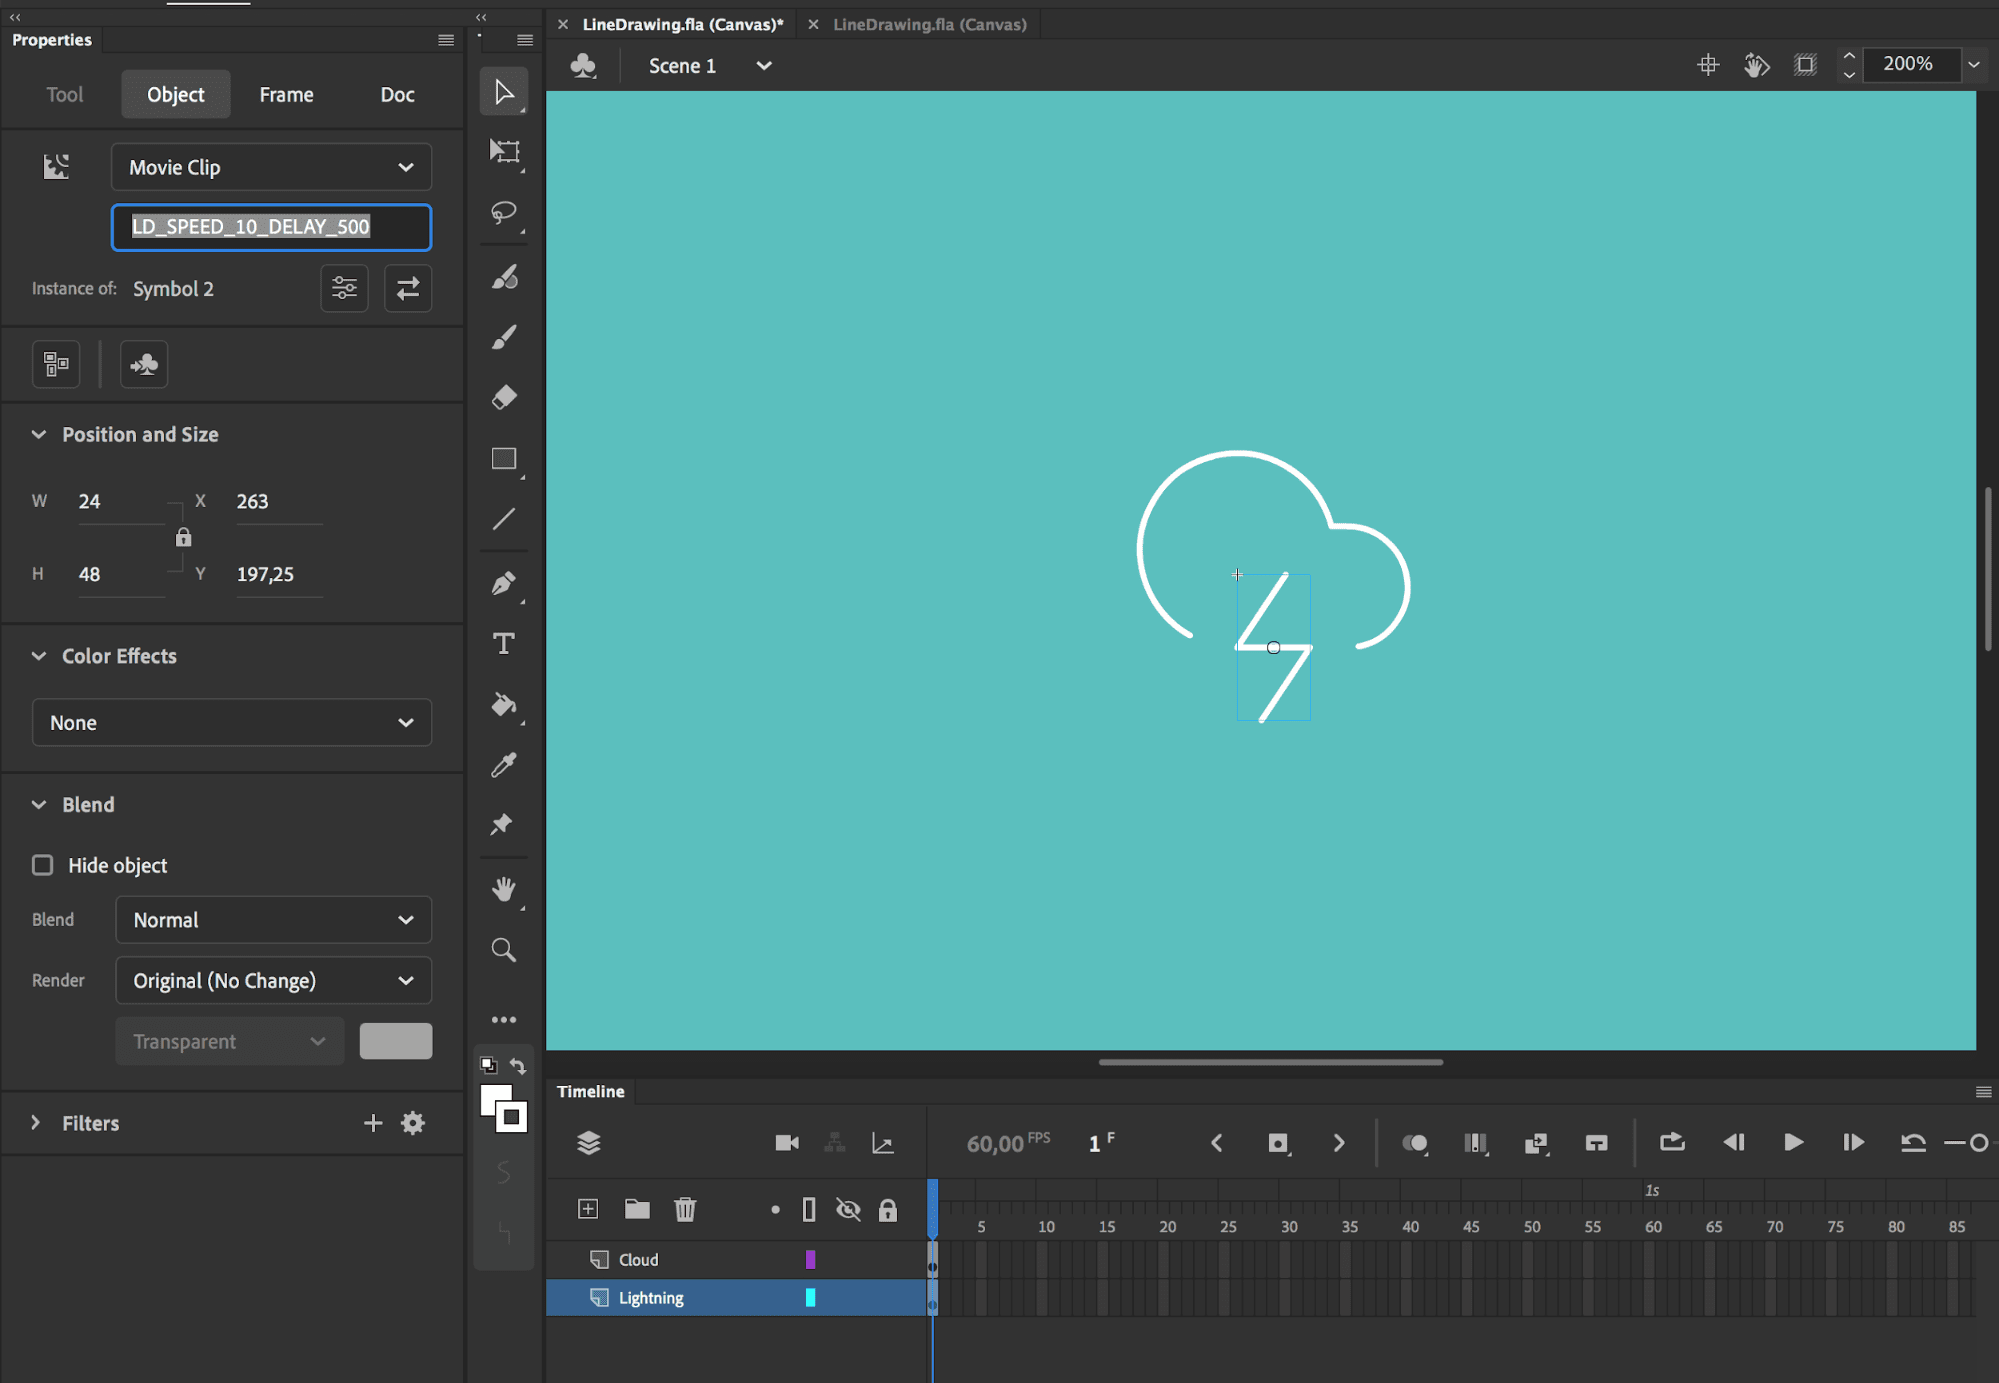 Properties
Tool Object Frame Doc
Movie Clip
LD_SPEED_10_DELAY_500
Instance of: Symbol 2
Position and Size
W 24 X 263
H 48 Y 197,25
Color Effects
None
Blend
Hide object
Blend Normal
Render Original (No Change)
Transparent
Filters
LineDrawing.fla (Canvas)* LineDrawing.fla (Canvas)
Scene 1 200%
Timeline
60,00 FPS 1 F
1s
5 10 15 20 25 30 35 40 45 50 55 60 65 70 75 80 85
Cloud
Lightning